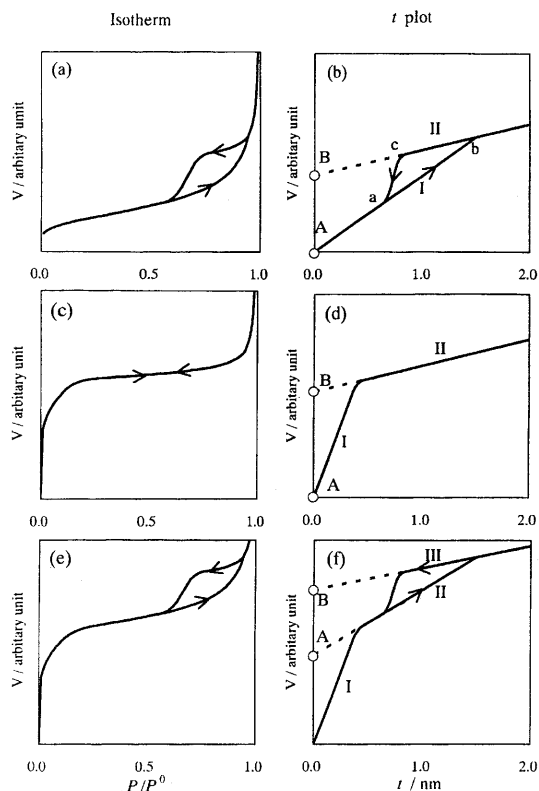 Isotherm
t plot
(a)
V / arbitary umit
0.0 0.5 1.0
(b)
V / arbitary unit
B
A
a
b
c
I
II
0.0 1.0 2.0
(c)
V / arbitary unit
0.0 0.5 1.0
(d)
V / arbitary unit
B
A
I
II
0.0 1.0 2.0
(e)
V / arbitary unit
0.0 0.5 1.0
P/P⁰
(f)
V / arbitary unit
B
A
I
II
III
0.0 1.0 2.0
t / nm